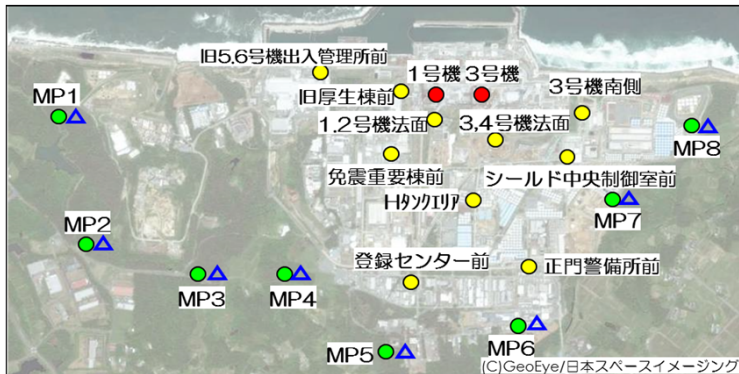 旧5.6号機出入管理所前
1号機 3号機
MP1
旧厚生棟前
3号機南側
1.2号機法面
3,4号機法面
MP8
免震重要棟前
シールド中央制御室前
Hタンクエリア
MP7
MP2
登録センター前
正門警備所前
MP3
MP4
MP6
MP5
(C)GeoEye/日本スペースイメージング